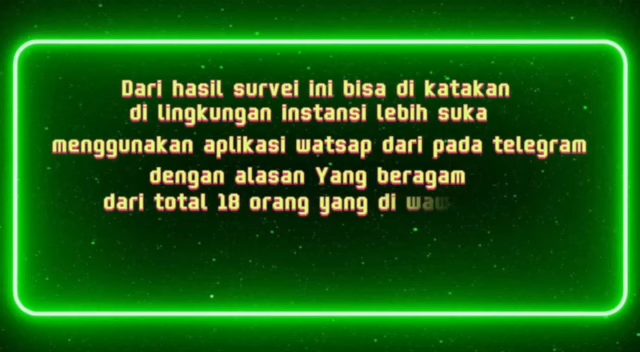 Dari hasil survei ini bisa di katakan
di lingkungan instansi lebih suka
menggunakan aplikasi watsap dari pada telegram
dengan alasan Yang beragam
dari total 18 orang yang di